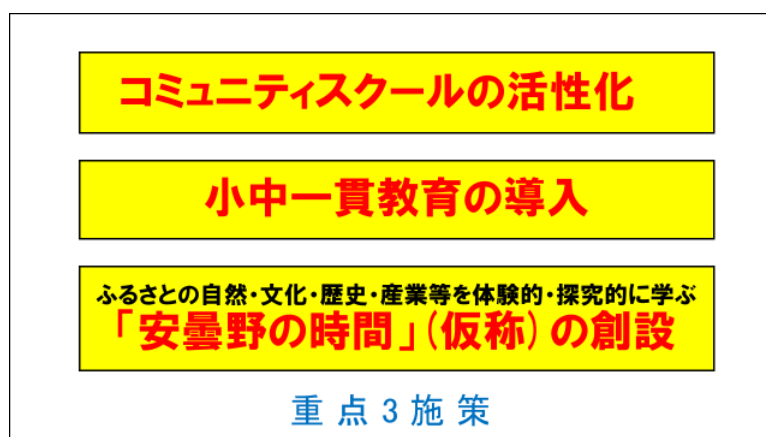 コミュニティスクールの活性化
小中一貫教育の導入
ふるさとの自然・文化・歴史・産業等を体験的・探究的に学ぶ
「安曇野の時間」(仮称)の創設
重点3施策